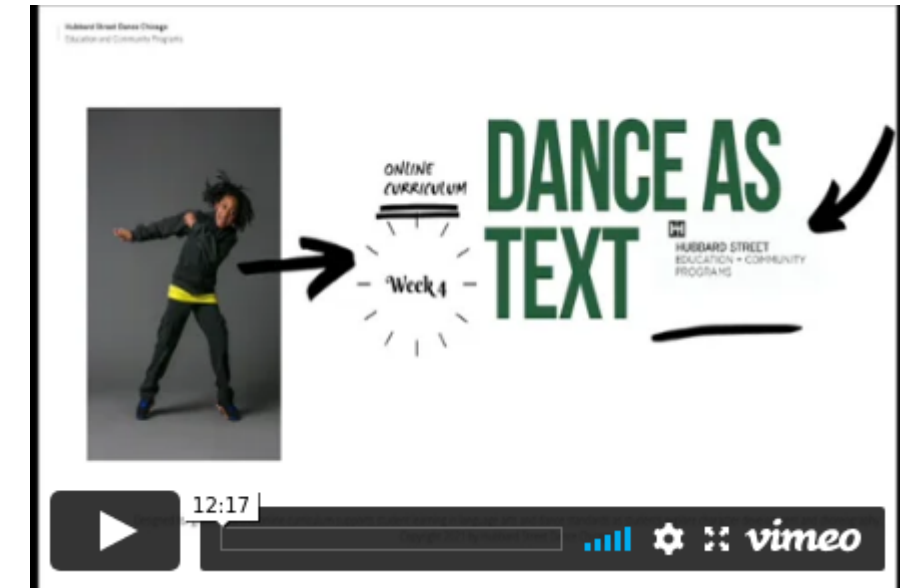 Hubbard Street Dance Chicago
Education and Community Programs
ONLINE
CURRICULUM
Week 4
DANCE AS
TEXT
H
HUBBARD STREET
EDUCATION + COMMUNITY
PROGRAMS
12:17
vimeo